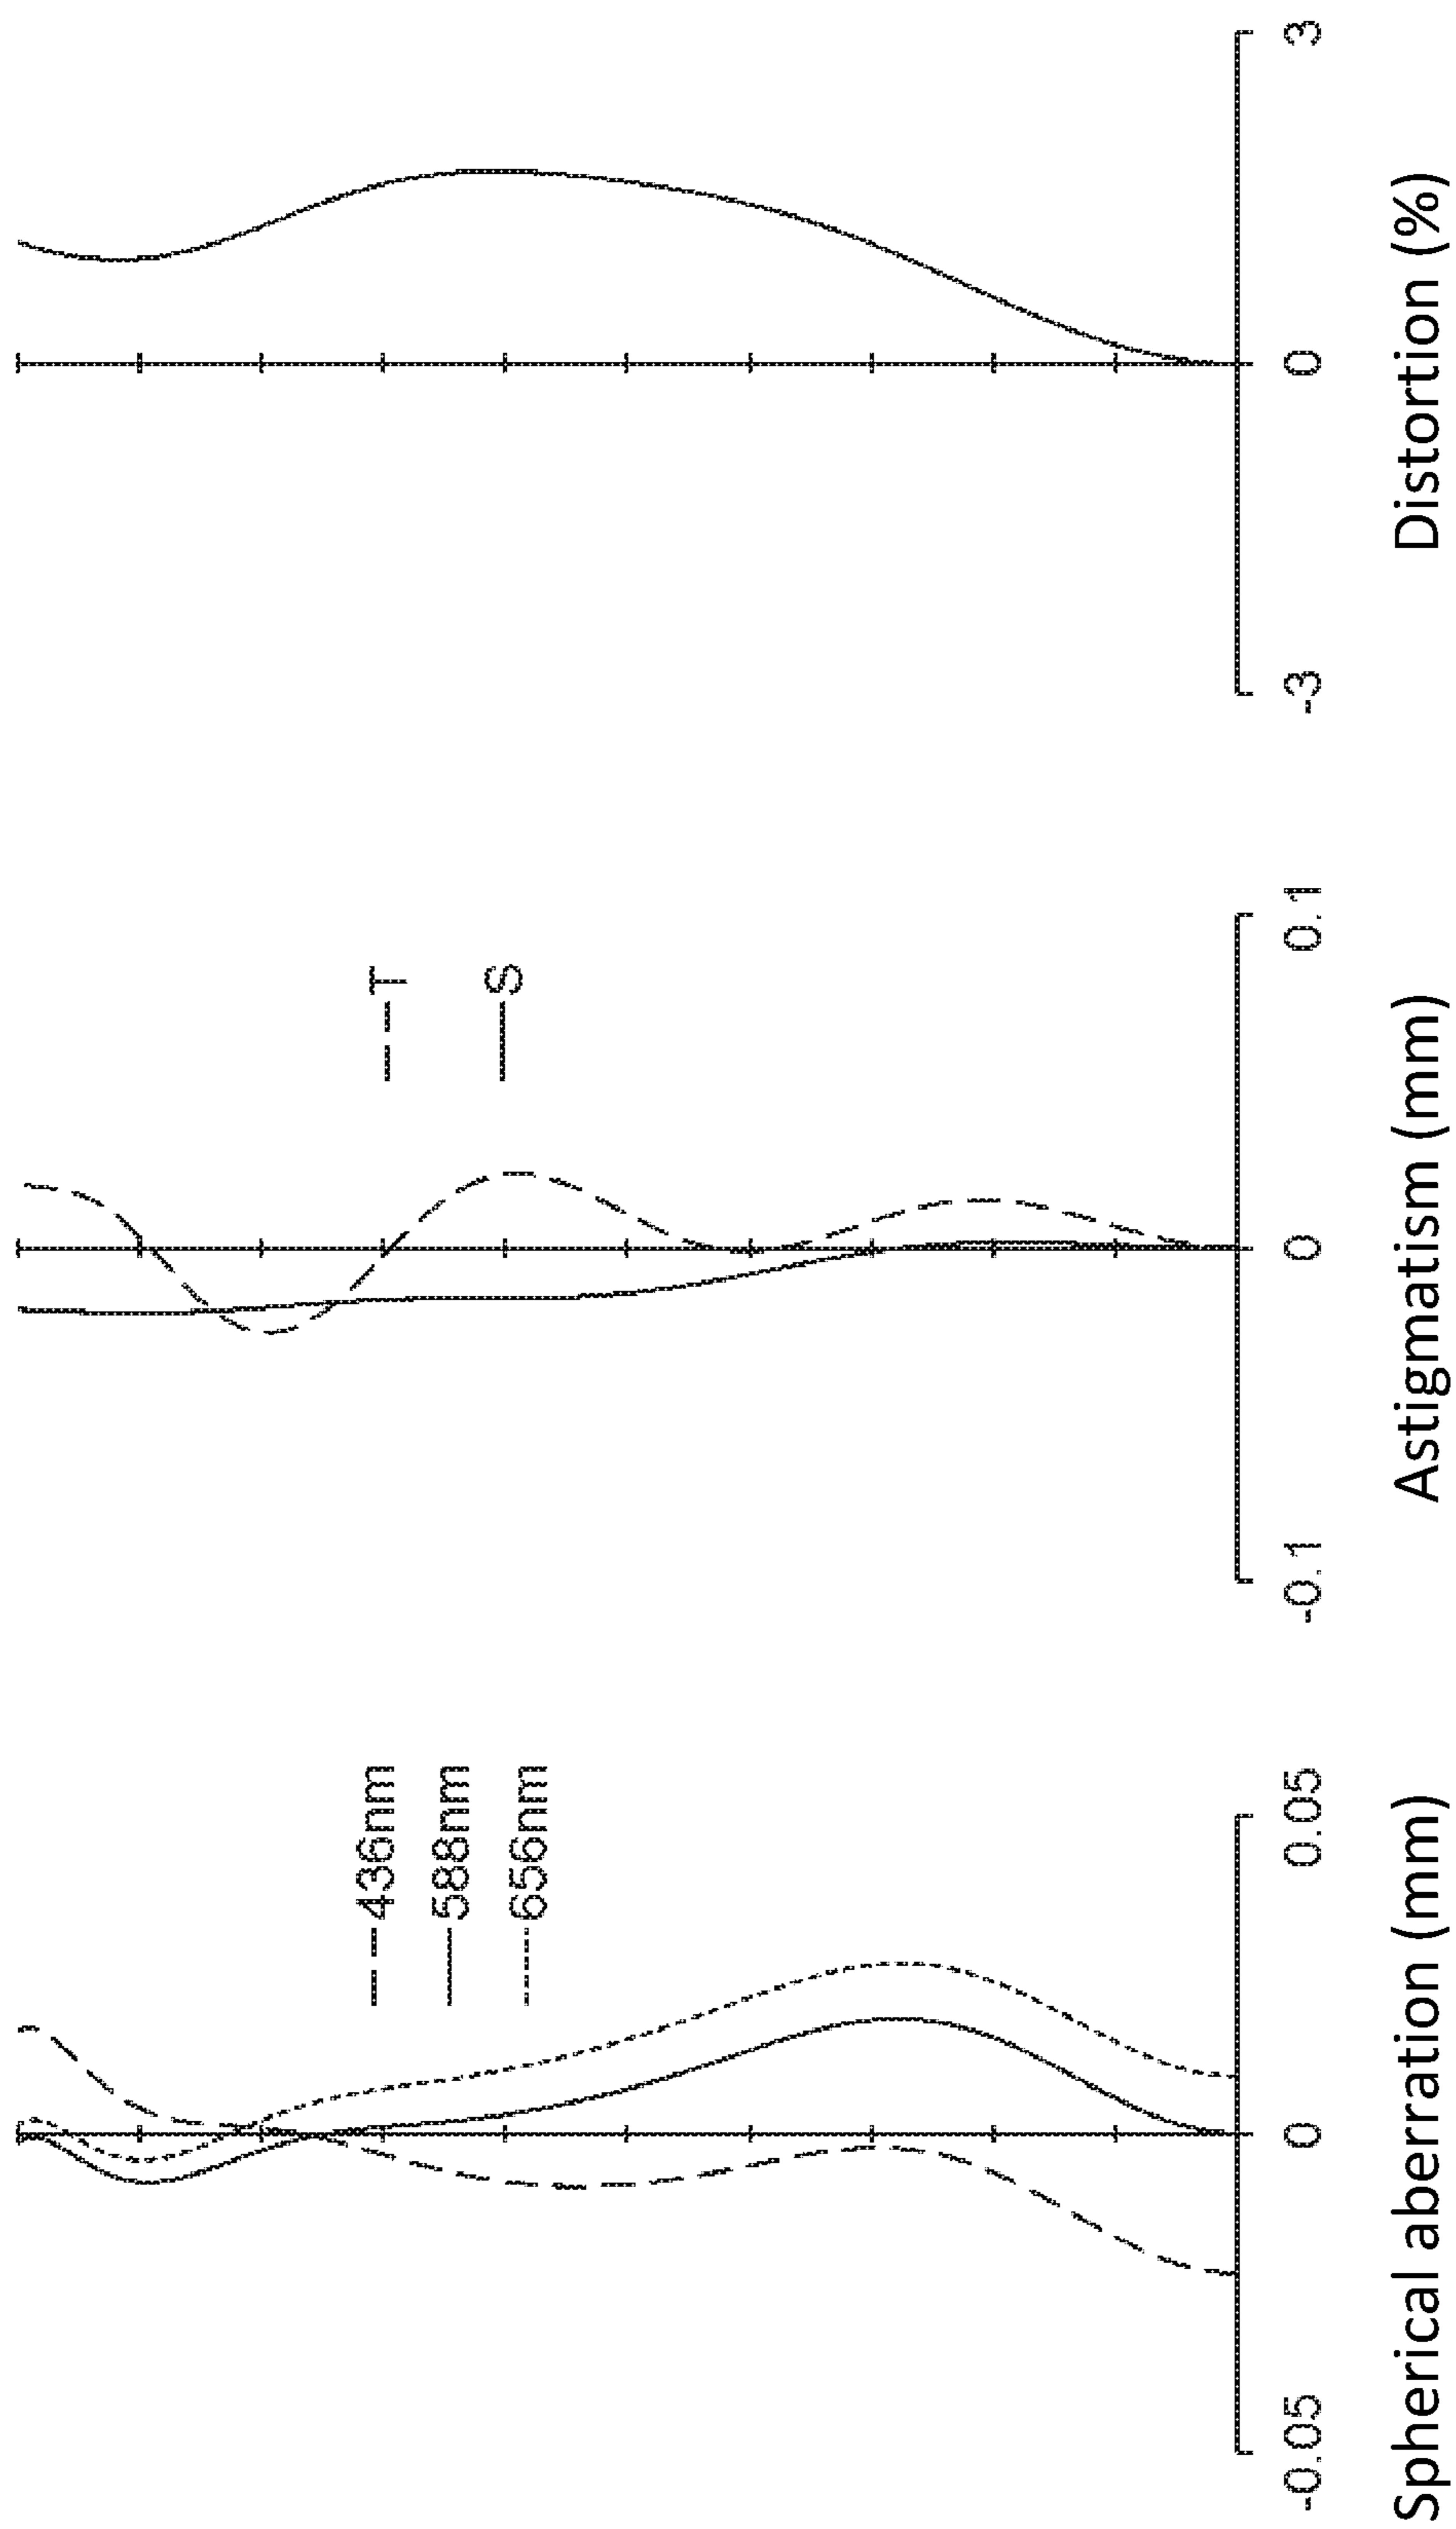 436nm
588nm
656nm
-0.05
0
0.05
Spherical aberration (mm)
T
S
-0.1
0
0.1
Astigmatism (mm)
-3
0
3
Distortion (%)